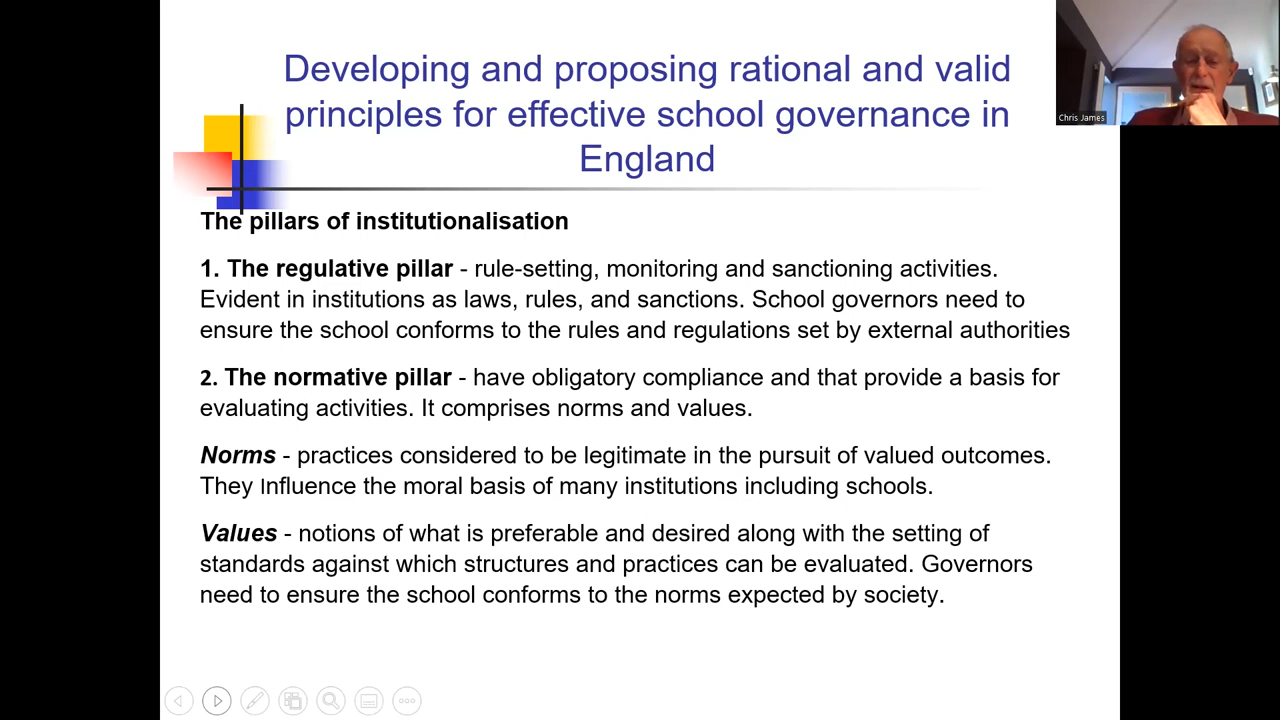 Developing and proposing rational and valid
principles for effective school governance in
England
Chris James
The pillars of institutionalisation
1. The regulative pillar - rule-setting, monitoring and sanctioning activities.
Evident in institutions as laws, rules, and sanctions. School governors need to
ensure the school conforms to the rules and regulations set by external authorities
2. The normative pillar - have obligatory compliance and that provide a basis for
evaluating activities. It comprises norms and values.
Norms - practices considered to be legitimate in the pursuit of valued outcomes.
They Influence the moral basis of many institutions including schools.
Values - notions of what is preferable and desired along with the setting of
standards against which structures and practices can be evaluated. Governors
need to ensure the school conforms to the norms expected by society.